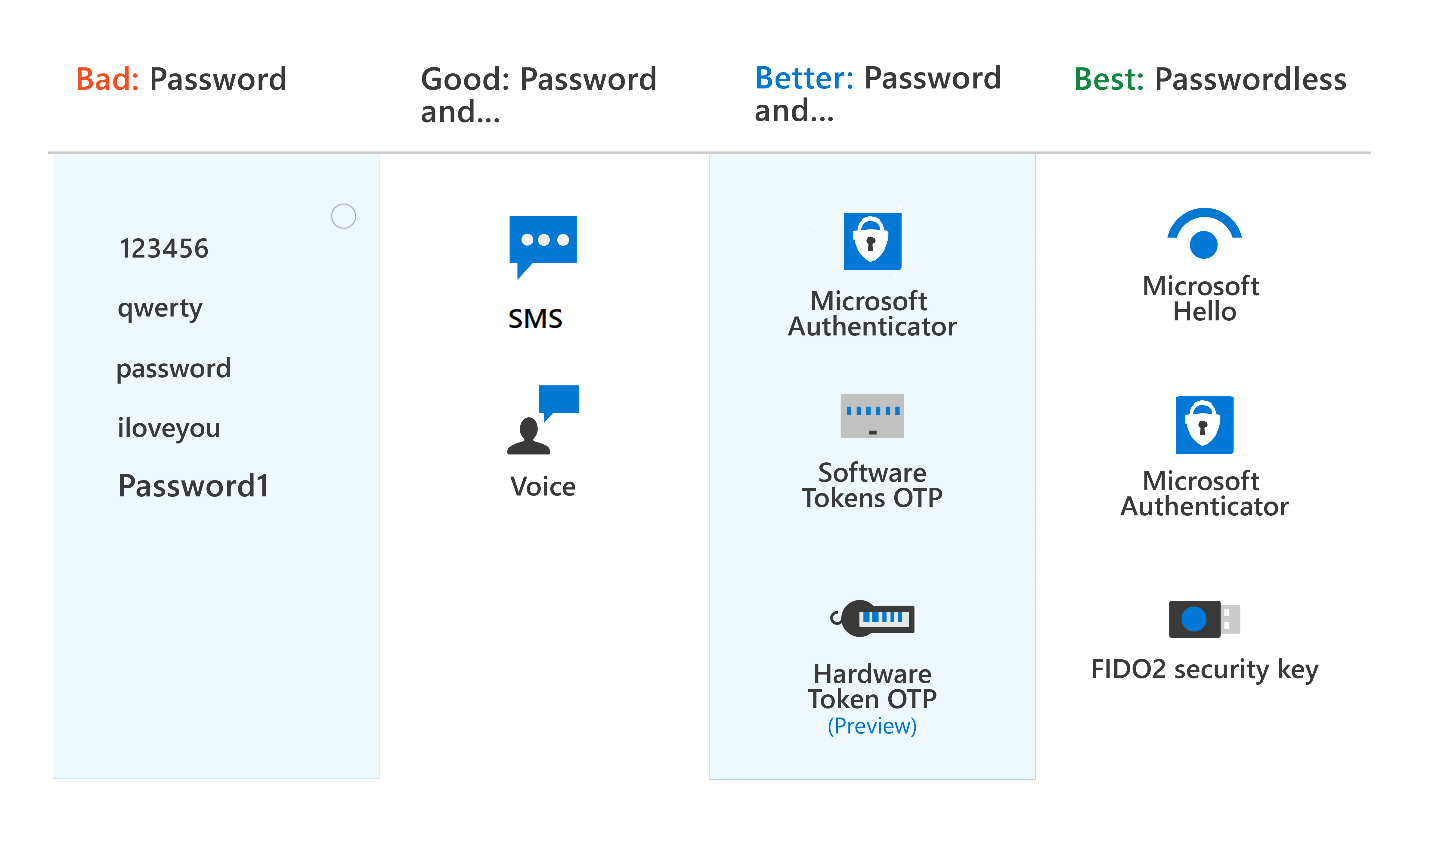 Bad: Password
Good: Password
and...
Better: Password
and...
Best: Passwordless
123456
qwerty
password
iloveyou
Password1
SMS
Voice
Microsoft
Authenticator
Software
Tokens OTP
Hardware
Token OTP
(Preview)
Microsoft
Hello
Microsoft
Authenticator
FIDO2 security key